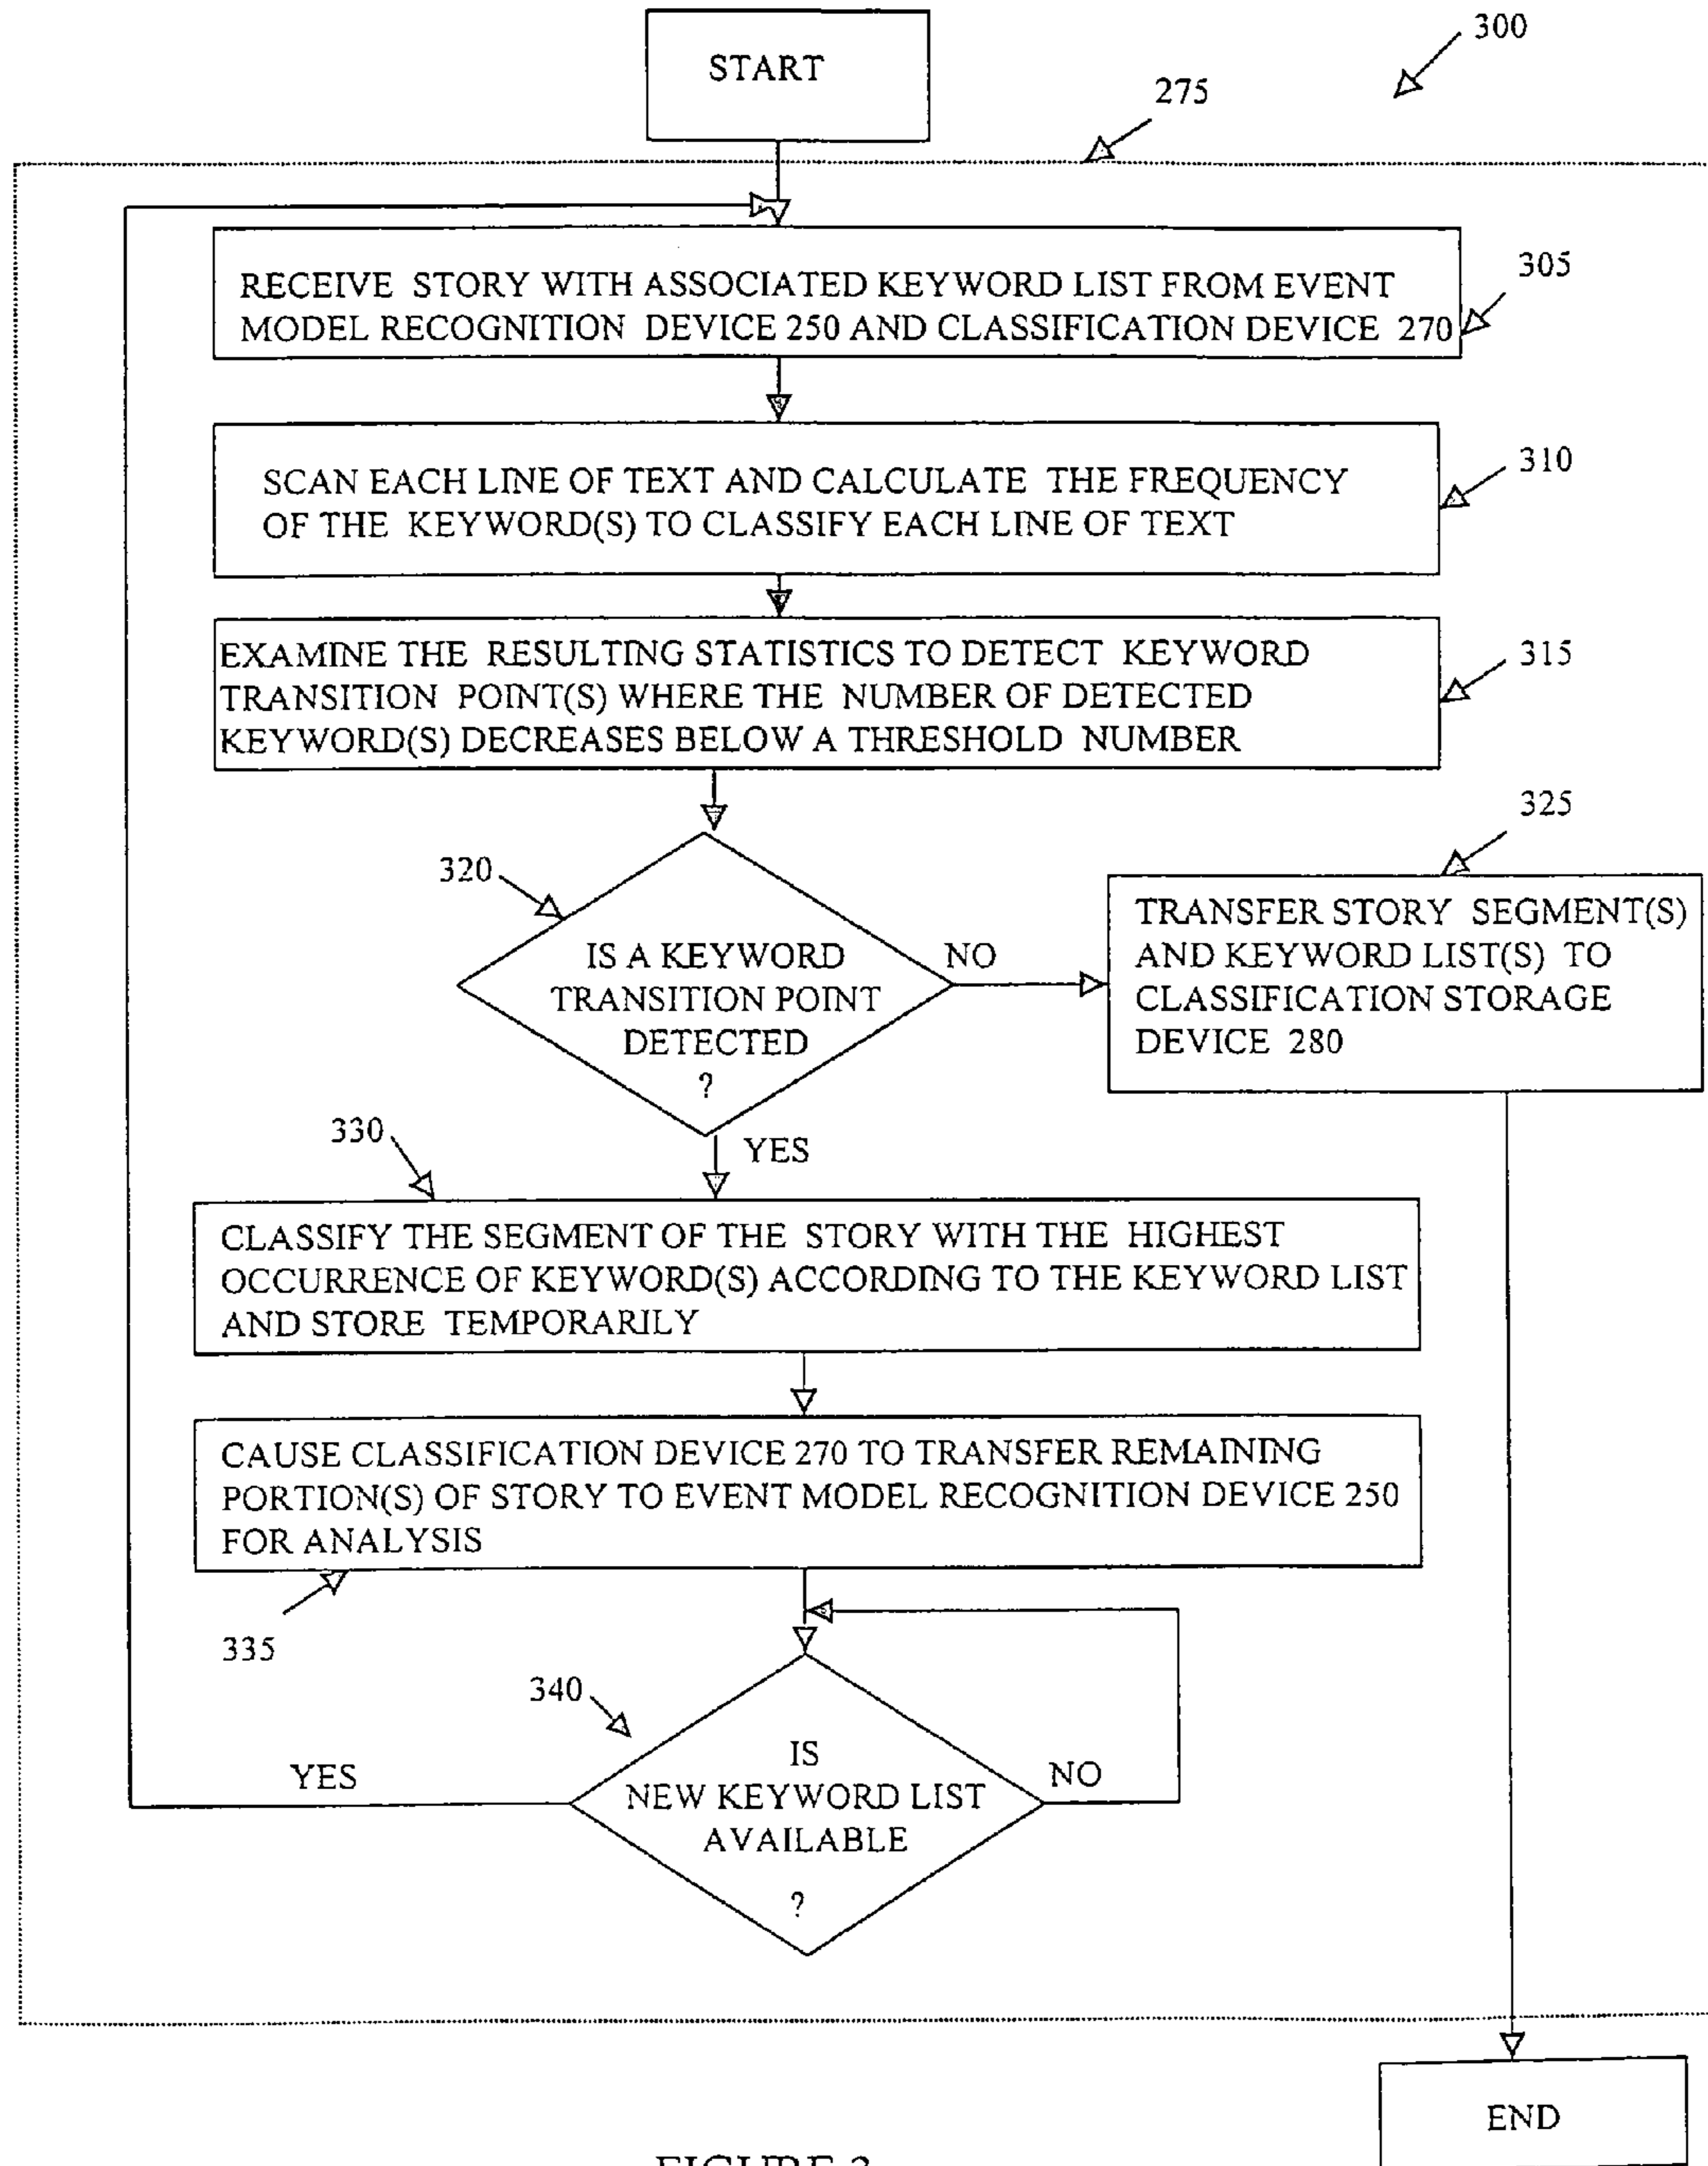 START
300
275
RECEIVE STORY WITH ASSOCIATED KEYWORD LIST FROM EVENT
MODEL RECOGNITION DEVICE 250 AND CLASSIFICATION DEVICE 270
305
SCAN EACH LINE OF TEXT AND CALCULATE THE FREQUENCY
OF THE KEYWORD(S) TO CLASSIFY EACH LINE OF TEXT
310
EXAMINE THE RESULTING STATISTICS TO DETECT KEYWORD
TRANSITION POINT(S) WHERE THE NUMBER OF DETECTED
KEYWORD(S) DECREASES BELOW A THRESHOLD NUMBER
315
320
IS A KEYWORD
TRANSITION POINT
DETECTED
?
NO
325
TRANSFER STORY SEGMENT(S)
AND KEYWORD LIST(S) TO
CLASSIFICATION STORAGE
DEVICE 280
YES
330
CLASSIFY THE SEGMENT OF THE STORY WITH THE HIGHEST
OCCURRENCE OF KEYWORD(S) ACCORDING TO THE KEYWORD LIST
AND STORE TEMPORARILY
CAUSE CLASSIFICATION DEVICE 270 TO TRANSFER REMAINING
PORTION(S) OF STORY TO EVENT MODEL RECOGNITION DEVICE 250
FOR ANALYSIS
335
340
IS
NEW KEYWORD LIST
AVAILABLE
?
YES
NO
END
FIGURE